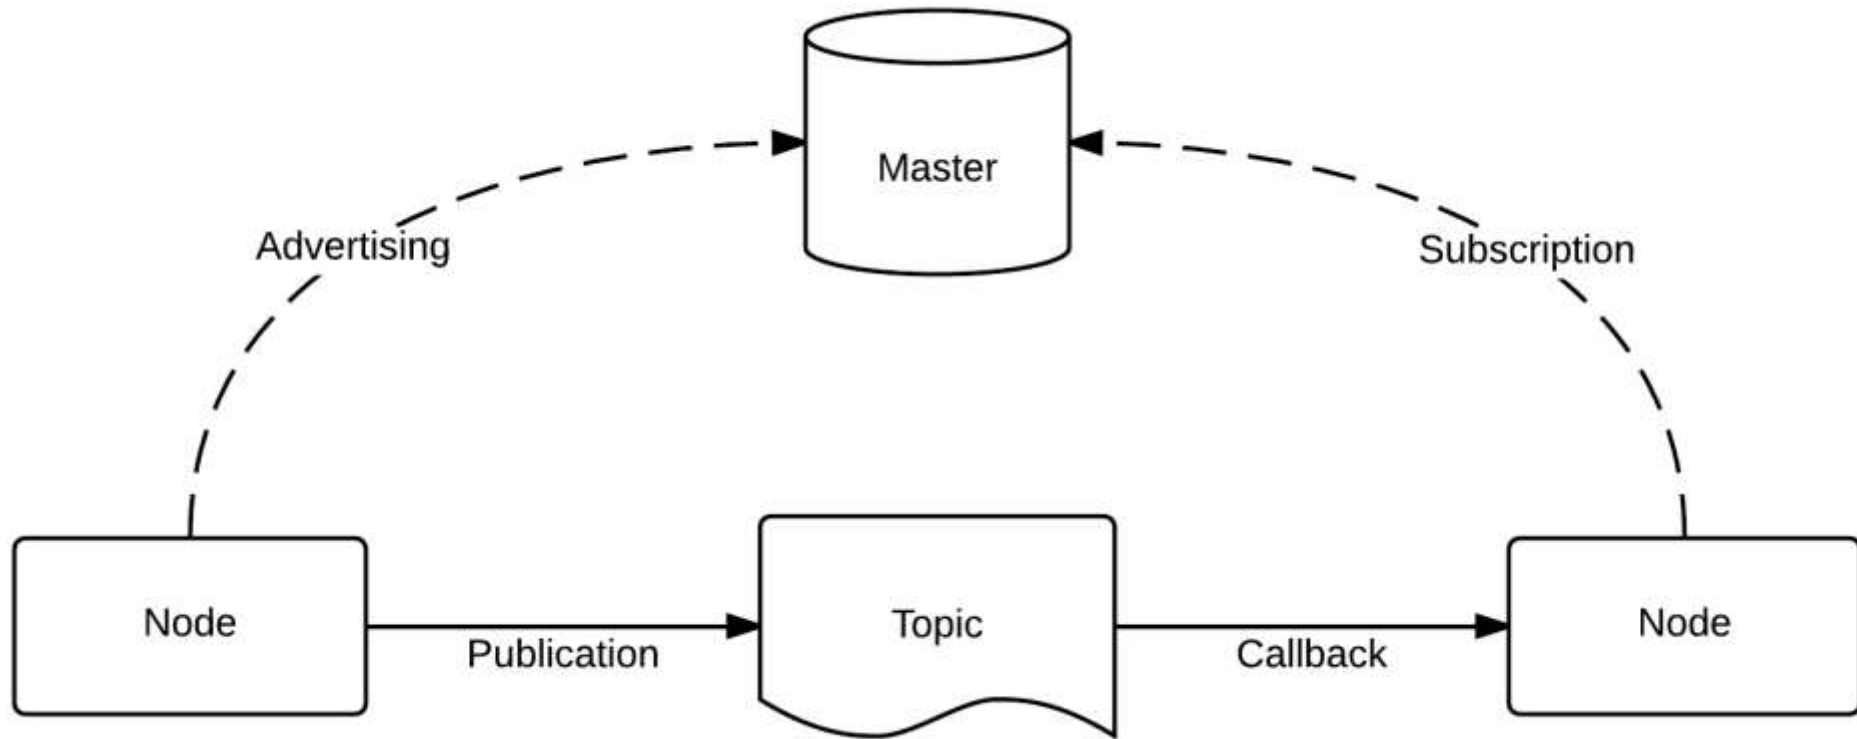 Master
Advertising
Subscription
Node
Publication
Topic
Callback
Node